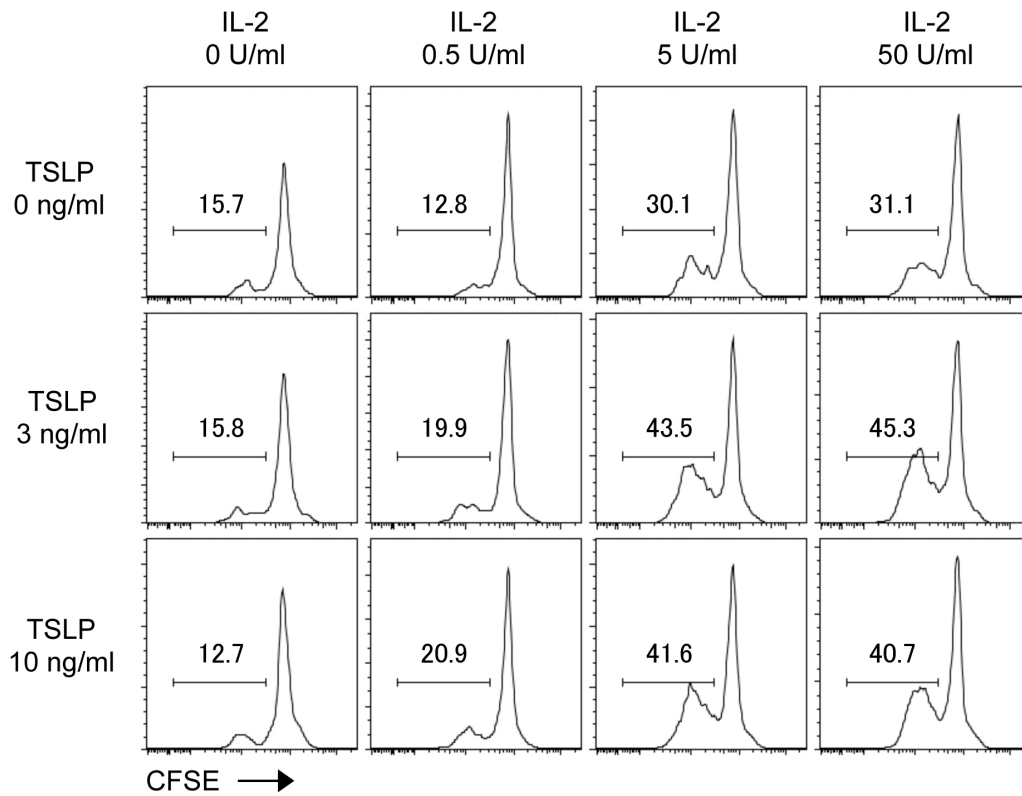 IL-2
0 U/ml
IL-2
0.5 U/ml
IL-2
5 U/ml
IL-2
50 U/ml
TSLP
0 ng/ml
15.7
12.8
30.1
31.1
TSLP
3 ng/ml
15.8
19.9
43.5
45.3
TSLP
10 ng/ml
12.7
20.9
41.6
40.7
CFSE